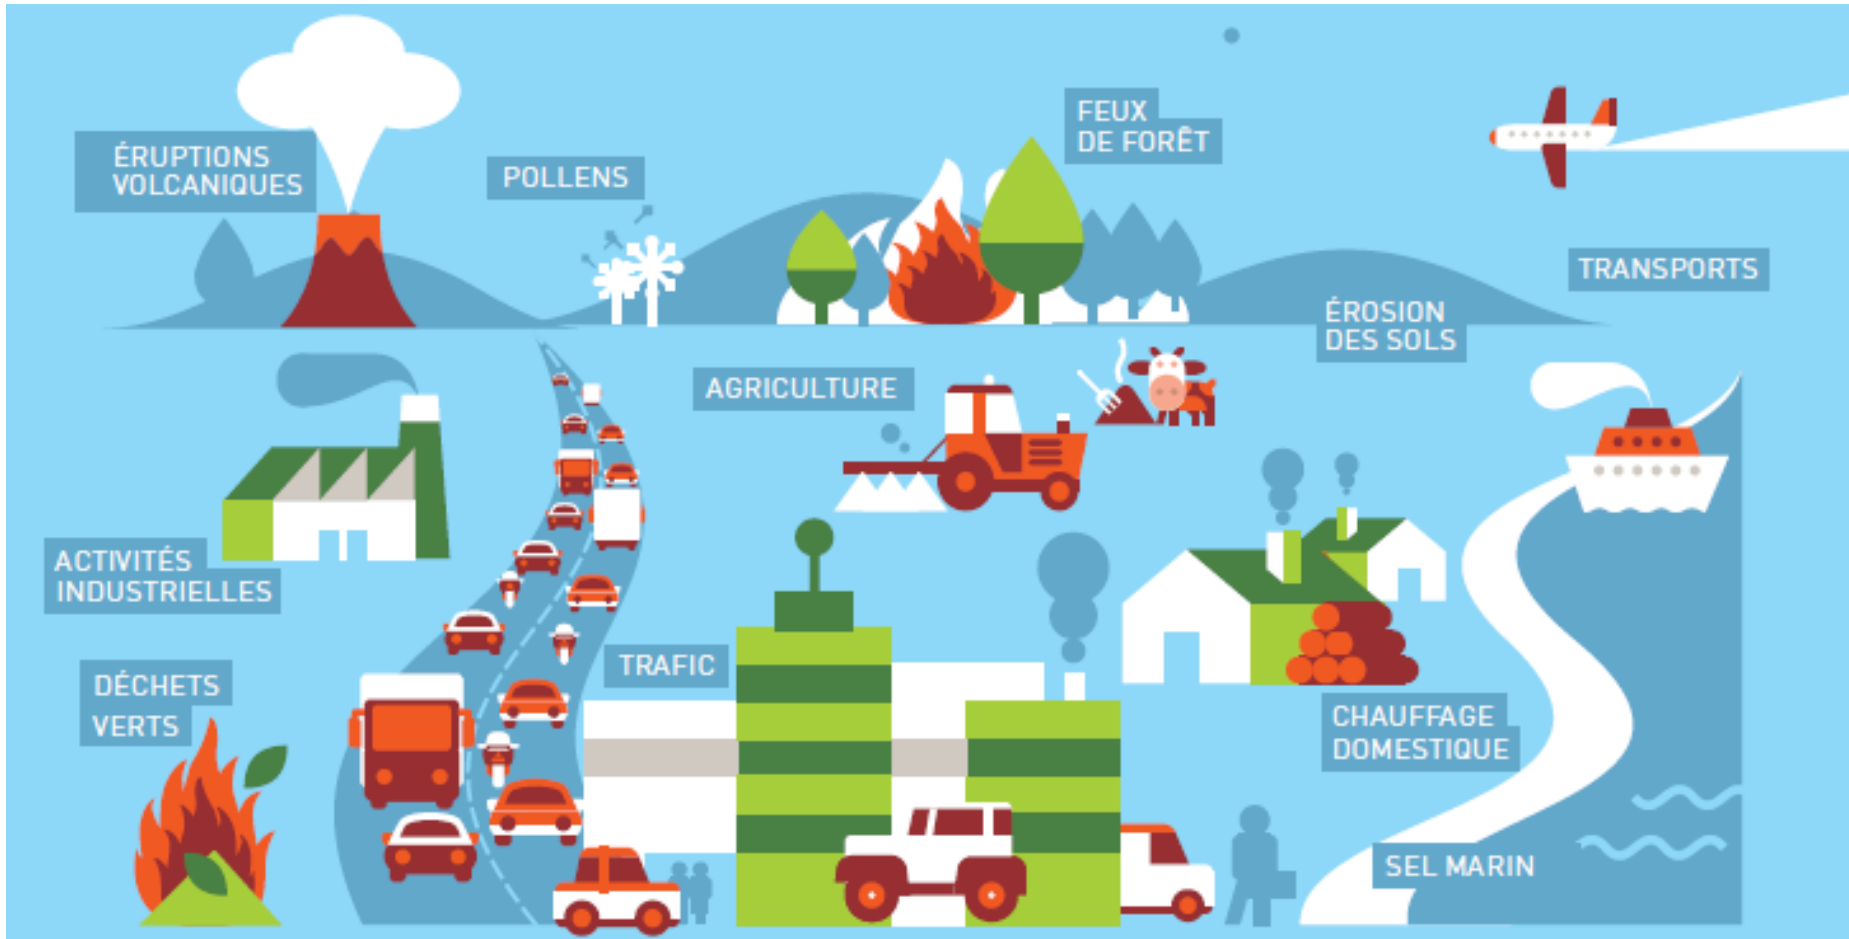 FEUX
DE FORÊT
ÉRUPTIONS
VOLCANIQUES
POLLENS
TRANSPORTS
ÉROSION
DES SOLS
AGRICULTURE
ACTIVITÉS
INDUSTRIELLES
TRAFIC
DÉCHETS
VERTS
CHAUFFAGE
DOMESTIQUE
SEL MARIN